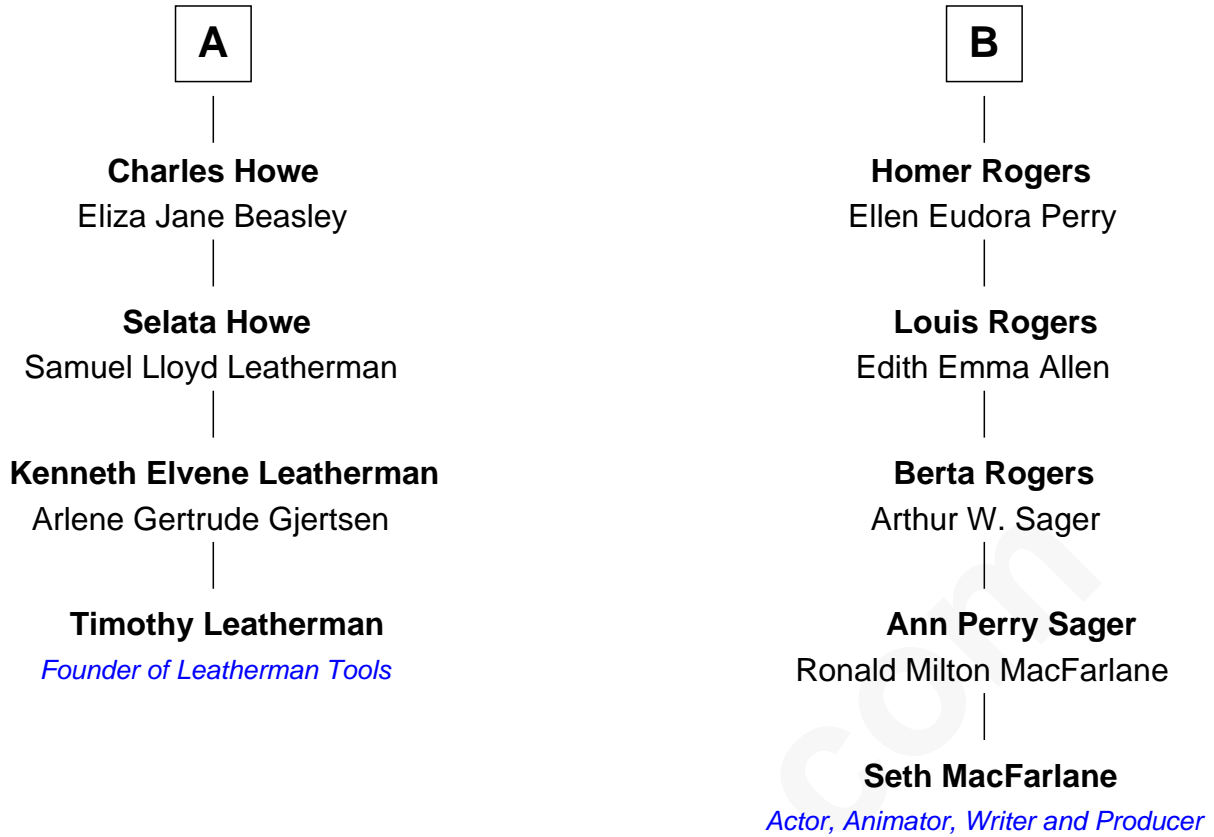 A
Charles Howe
Eliza Jane Beasley
Selata Howe
Samuel Lloyd Leatherman
Kenneth Elvene Leatherman
Arlene Gertrude Gjertsen
Timothy Leatherman
Founder of Leatherman Tools
B
Homer Rogers
Ellen Eudora Perry
Louis Rogers
Edith Emma Allen
Berta Rogers
Arthur W. Sager
Ann Perry Sager
Ronald Milton MacFarlane
Seth MacFarlane
Actor, Animator, Writer and Producer
com